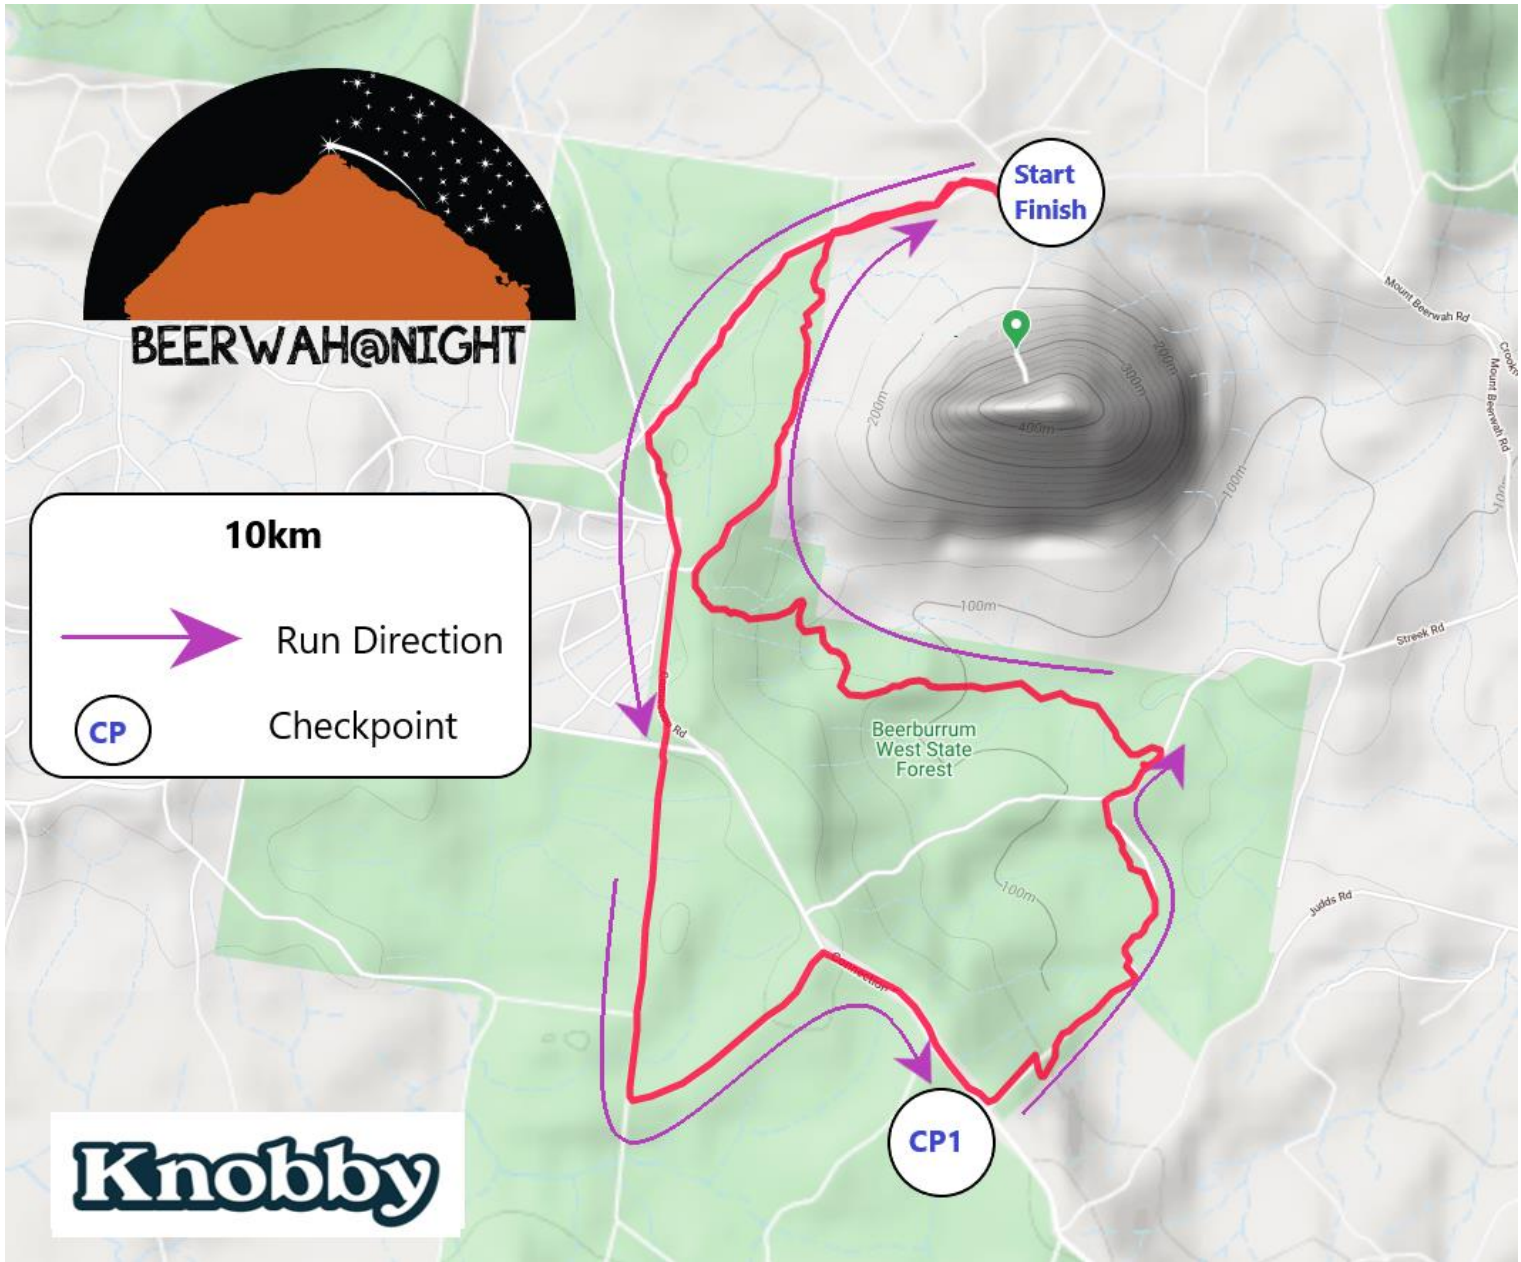 Start
Finish
BEERWAH@NIGHT
Mount Beerwah Rd
Mount Beerwah Rd
200m
300m
200m
400m
100m
10km
Run Direction
CP
Checkpoint
100m
Streek Rd
Rd
Beerburrum
West State
Forest
100m
Judds Rd
Connection
CP1
Knobby